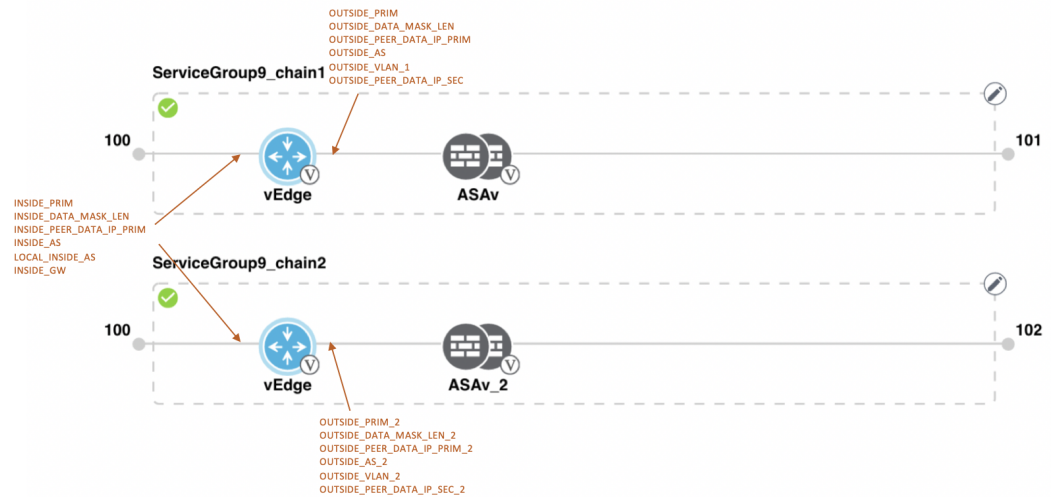 OUTSIDE_PRIM
OUTSIDE_DATA_MASK_LEN
OUTSIDE_PEER_DATA_IP_PRIM
OUTSIDE_AS
OUTSIDE_VLAN_1
OUTSIDE_PEER_DATA_IP_SEC
ServiceGroup9_chain1
100
101
V
V
vEdge
ASAv
INSIDE_PRIM
INSIDE_DATA_MASK_LEN
INSIDE_PEER_DATA_IP_PRIM
INSIDE_AS
LOCAL_INSIDE_AS
INSIDE_GW
ServiceGroup9_chain2
100
102
V
V
vEdge
ASAv_2
OUTSIDE_PRIM_2
OUTSIDE_DATA_MASK_LEN_2
OUTSIDE_PEER_DATA_IP_PRIM_2
OUTSIDE_AS_2
OUTSIDE_VLAN_2
OUTSIDE_PEER_DATA_IP_SEC_2